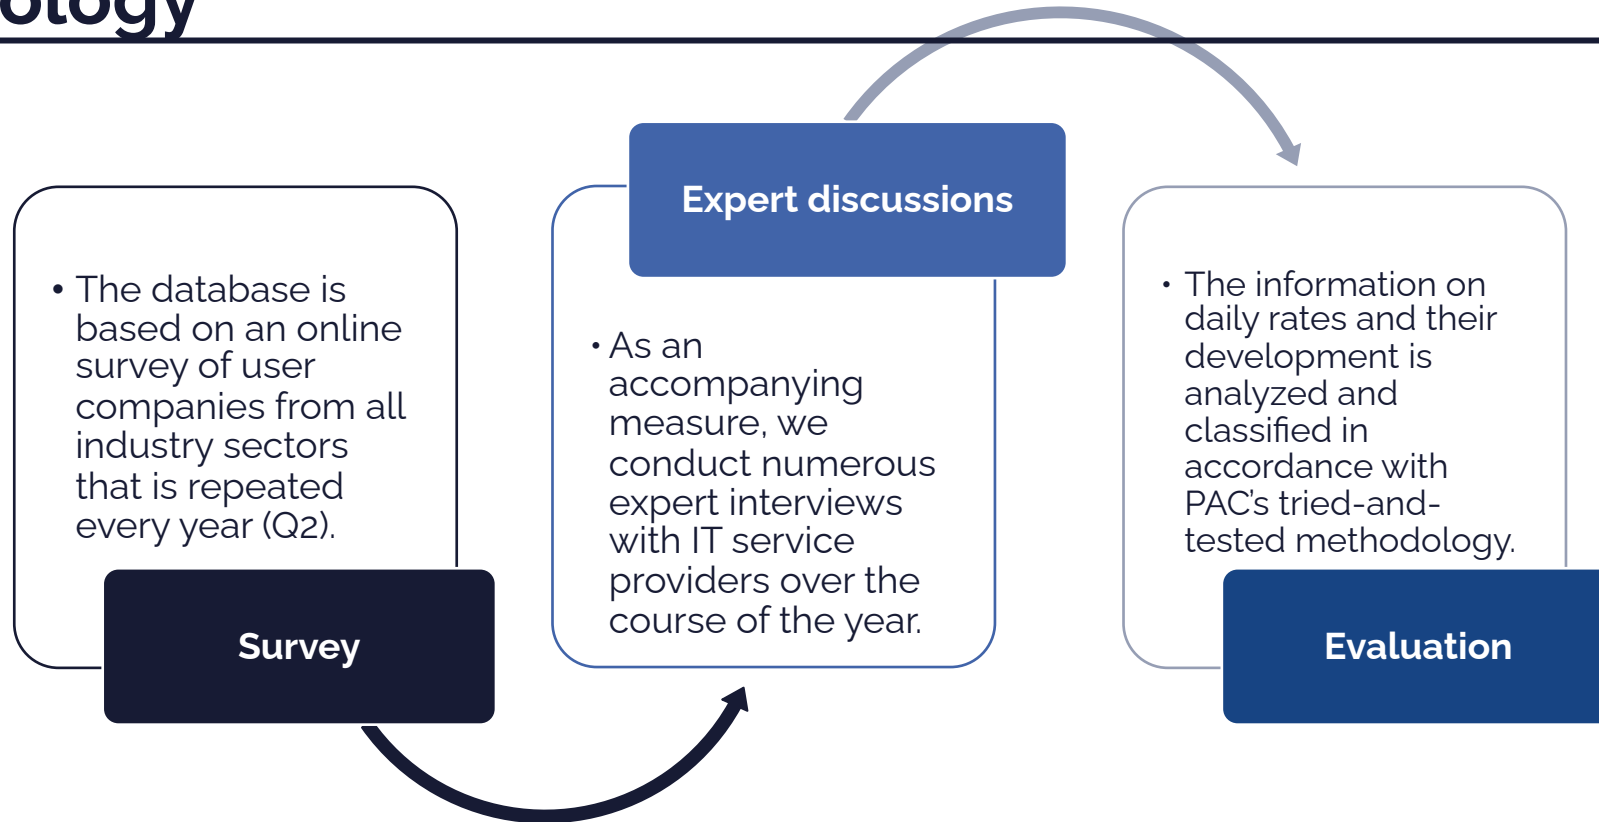 ology
• The database is
based on an online
survey of user
companies from all
industry sectors
that is repeated
every year (Q2).
Survey
Expert discussions
• As an
accompanying
measure, we
conduct numerous
expert interviews
with IT service
providers over the
course of the year.
• The information on
daily rates and their
development is
analyzed and
classified in
accordance with
PAC’s tried-and-
tested methodology.
Evaluation